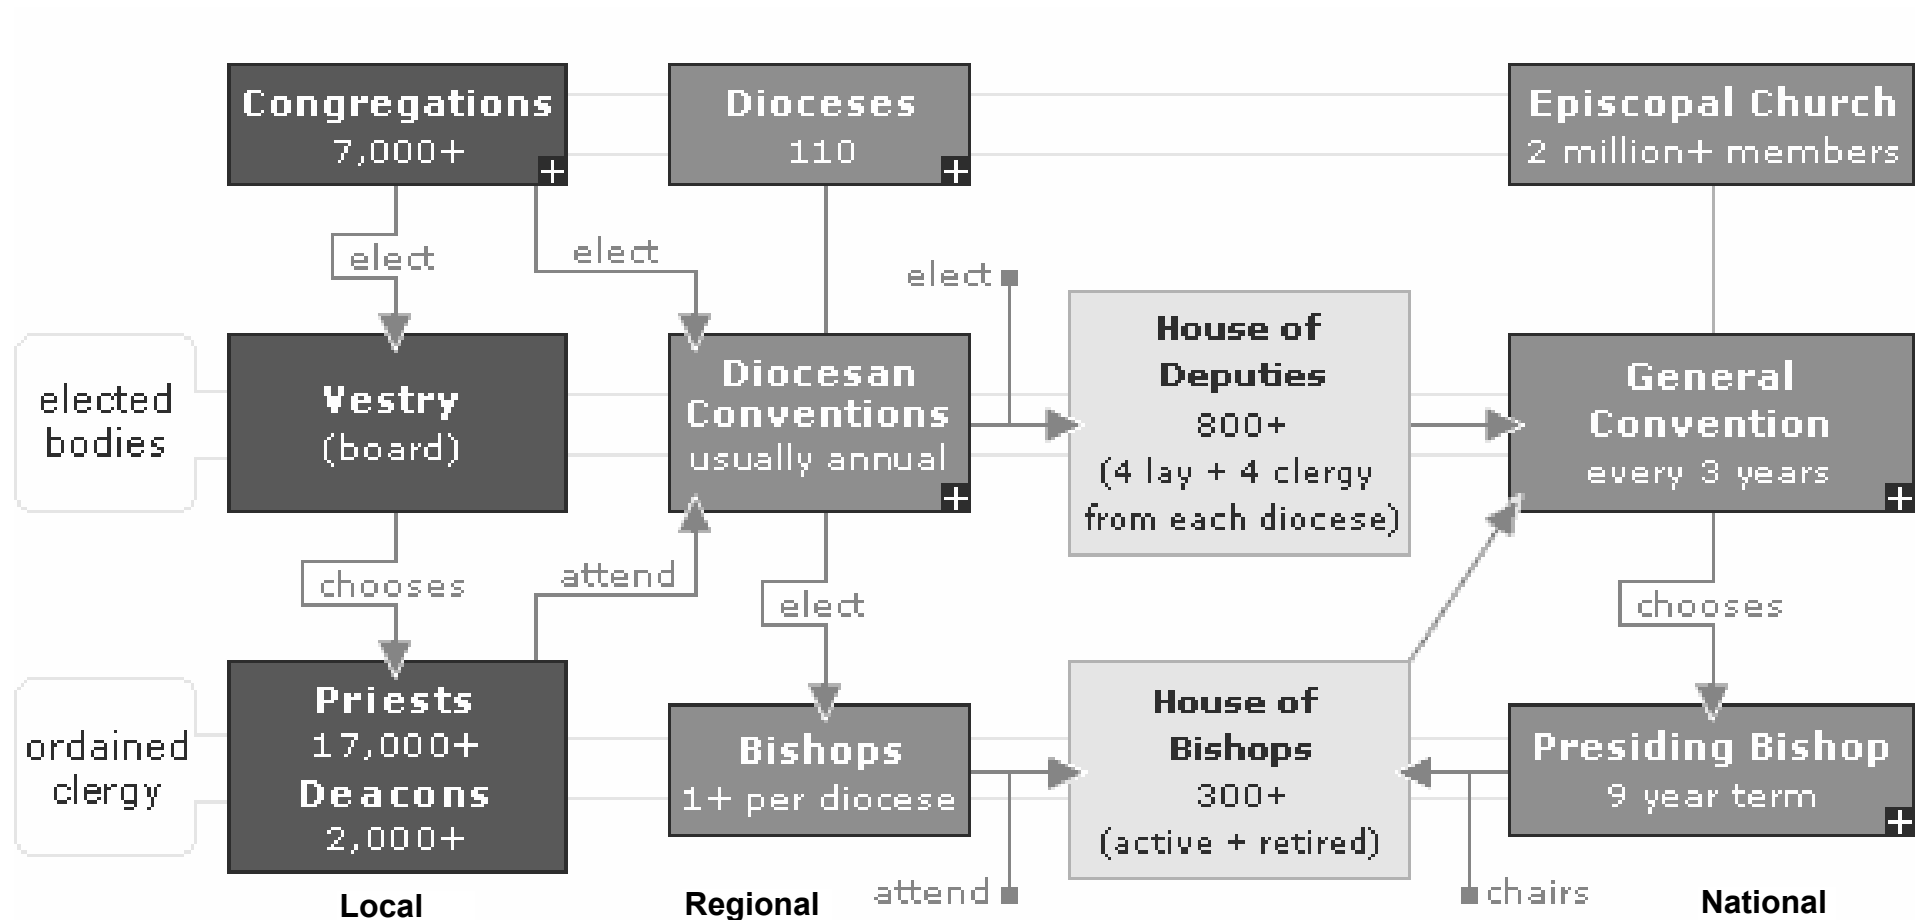 Congregations
7,000+
+
Dioceses
110
+
Episcopal Church
2 million+ members
elect
elect
elect
elected
bodies
Vestry
(board)
Diocesan
Conventions
usually annual
+
House of
Deputies
800+
(4 lay + 4 clergy
from each diocese)
General
Convention
every 3 years
+
chooses
attend
elect
chooses
ordained
clergy
Priests
17,000+
Deacons
2,000+
Bishops
1+ per diocese
House of
Bishops
300+
(active + retired)
Presiding Bishop
9 year term
+
attend
chairs
Local
Regional
National